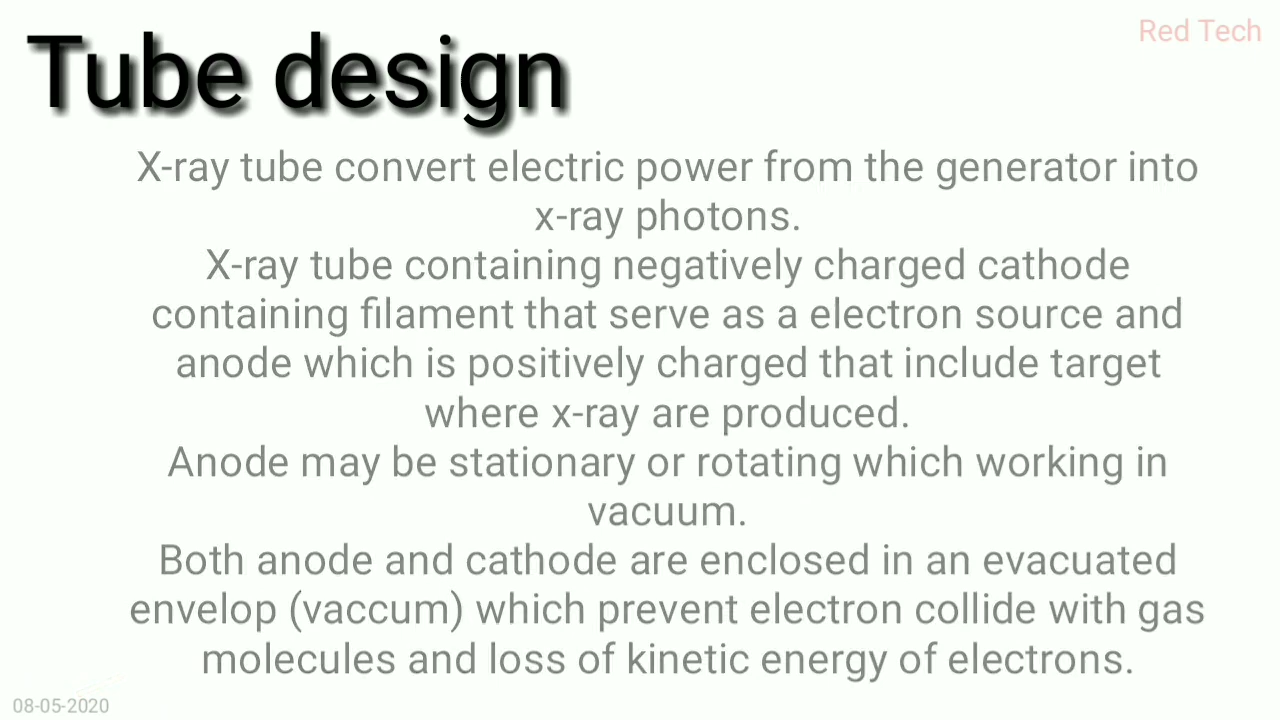 Tube design
Red Tech
X-ray tube convert electric power from the generator into
x-ray photons.
X-ray tube containing negatively charged cathode
containing filament that serve as a electron source and
anode which is positively charged that include target
where x-ray are produced.
Anode may be stationary or rotating which working in
vacuum.
Both anode and cathode are enclosed in an evacuated
envelop (vaccum) which prevent electron collide with gas
molecules and loss of kinetic energy of electrons.
08-05-2020